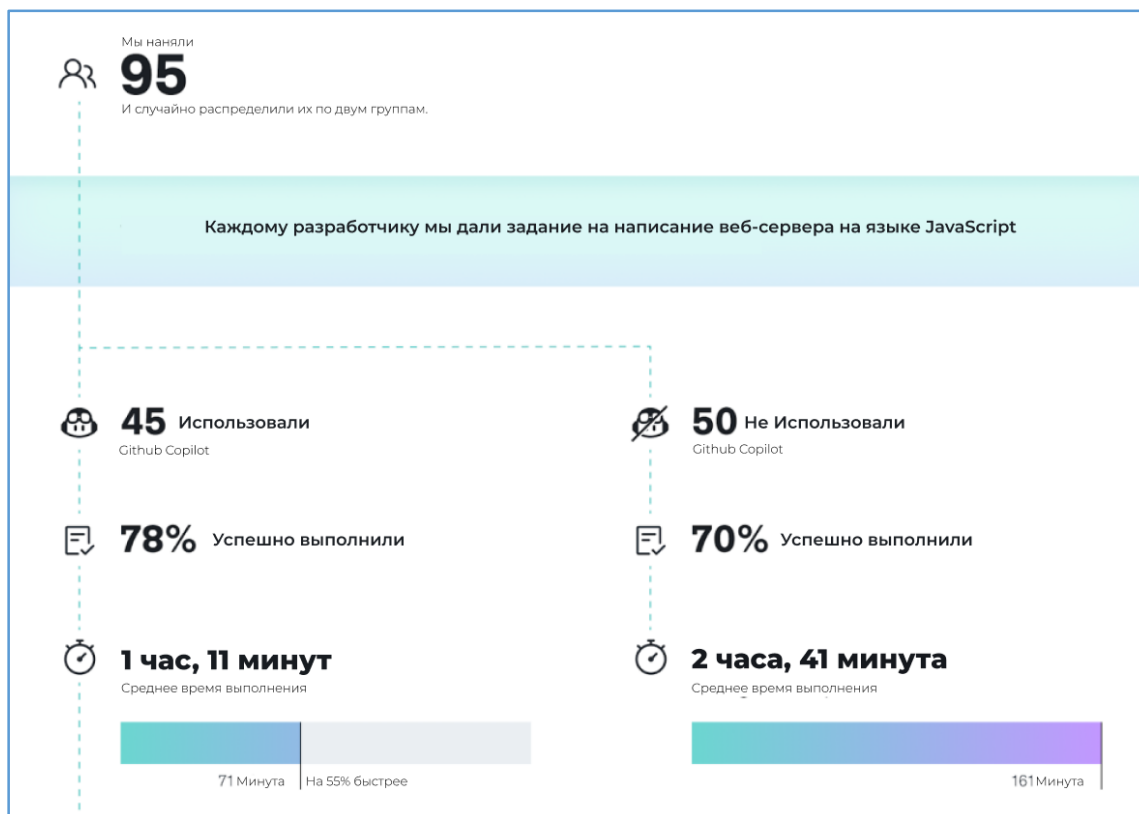 Мы наняли
95
И случайно распределили их по двум группам.
Каждому разработчику мы дали задание на написание веб-сервера на языке JavaScript
45 Использовали
Github Copilot
50 Не Использовали
Github Copilot
78% Успешно выполнили
70% Успешно выполнили
1 час, 11 минут
Среднее время выполнения
2 часа, 41 минута
Среднее время выполнения
71 Минута
На 55% быстрее
161 Минута